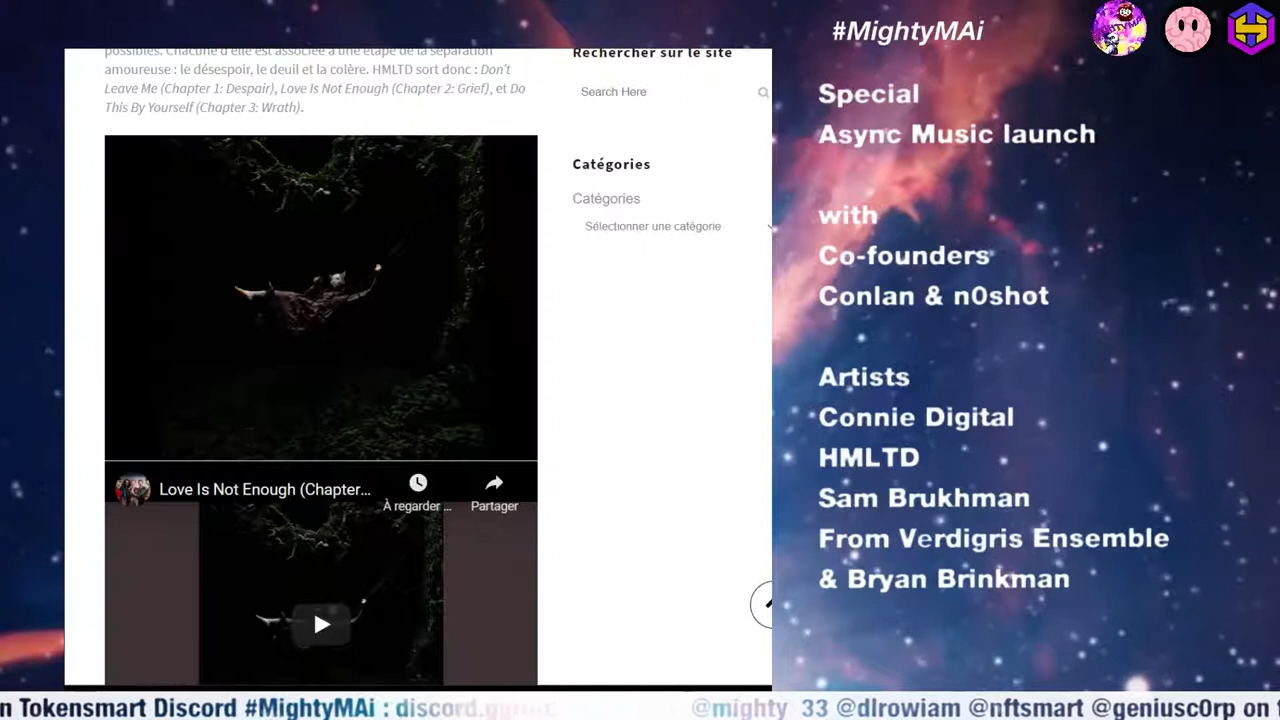 possibles. Chacune d'elle est associée à une étape de la séparation
amoureuse : le désespoir, le deuil et la colère. HMLTD sort donc : Don't
Leave Me (Chapter 1: Despair), Love Is Not Enough (Chapter 2: Grief), et Do
This By Yourself (Chapter 3: Wrath).
Love Is Not Enough (Chapter...
À regarder ...
Partager
Rechercher sur le site
Search Here
Catégories
Catégories
Sélectionner une catégorie
#MightyMAi
Special
Async Music launch
with
Co-founders
Conlan & n0shot
Artists
Connie Digital
HMLTD
Sam Brukhman
From Verdigris Ensemble
& Bryan Brinkman
n Tokensmart Discord #MightyMAi : discord.gg
@mighty_33 @dlrowiam @nftsmart @geniusc0rp on